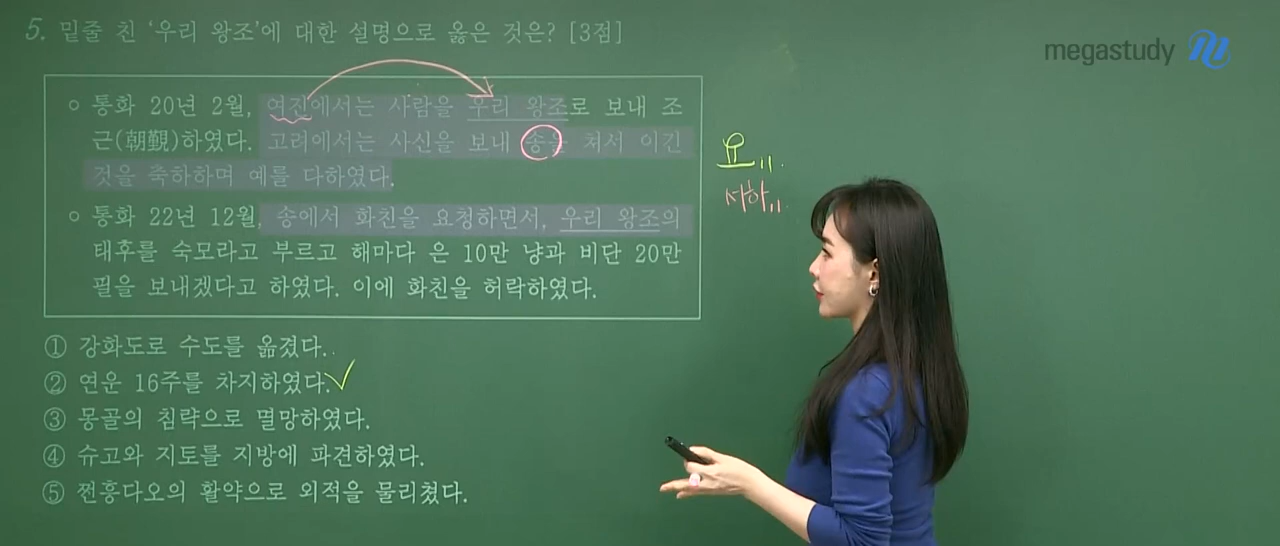 5. 밑줄 친 '우리 왕조'에 대한 설명으로 옳은 것은? [3점]
megastudy
○ 통화 20년 2월, 여진에서는 사람을 우리 왕조로 보내 조
근(朝覲)하였다. 고려에서는 사신을 보내 송을 쳐서 이긴
것을 축하하며 예를 다하였다.
○ 통화 22년 12월, 송에서 화친을 요청하면서, 우리 왕조의
태후를 숙모라고 부르고 해마다 은 10만 냥과 비단 20만
필을 보내겠다고 하였다. 이에 화친을 허락하였다.
요
서하
① 강화도로 수도를 옮겼다.
② 연운 16주를 차지하였다.
③ 몽골의 침략으로 멸망하였다.
④ 슈고와 지토를 지방에 파견하였다.
⑤ 쩐흥다오의 활약으로 외적을 물리쳤다.